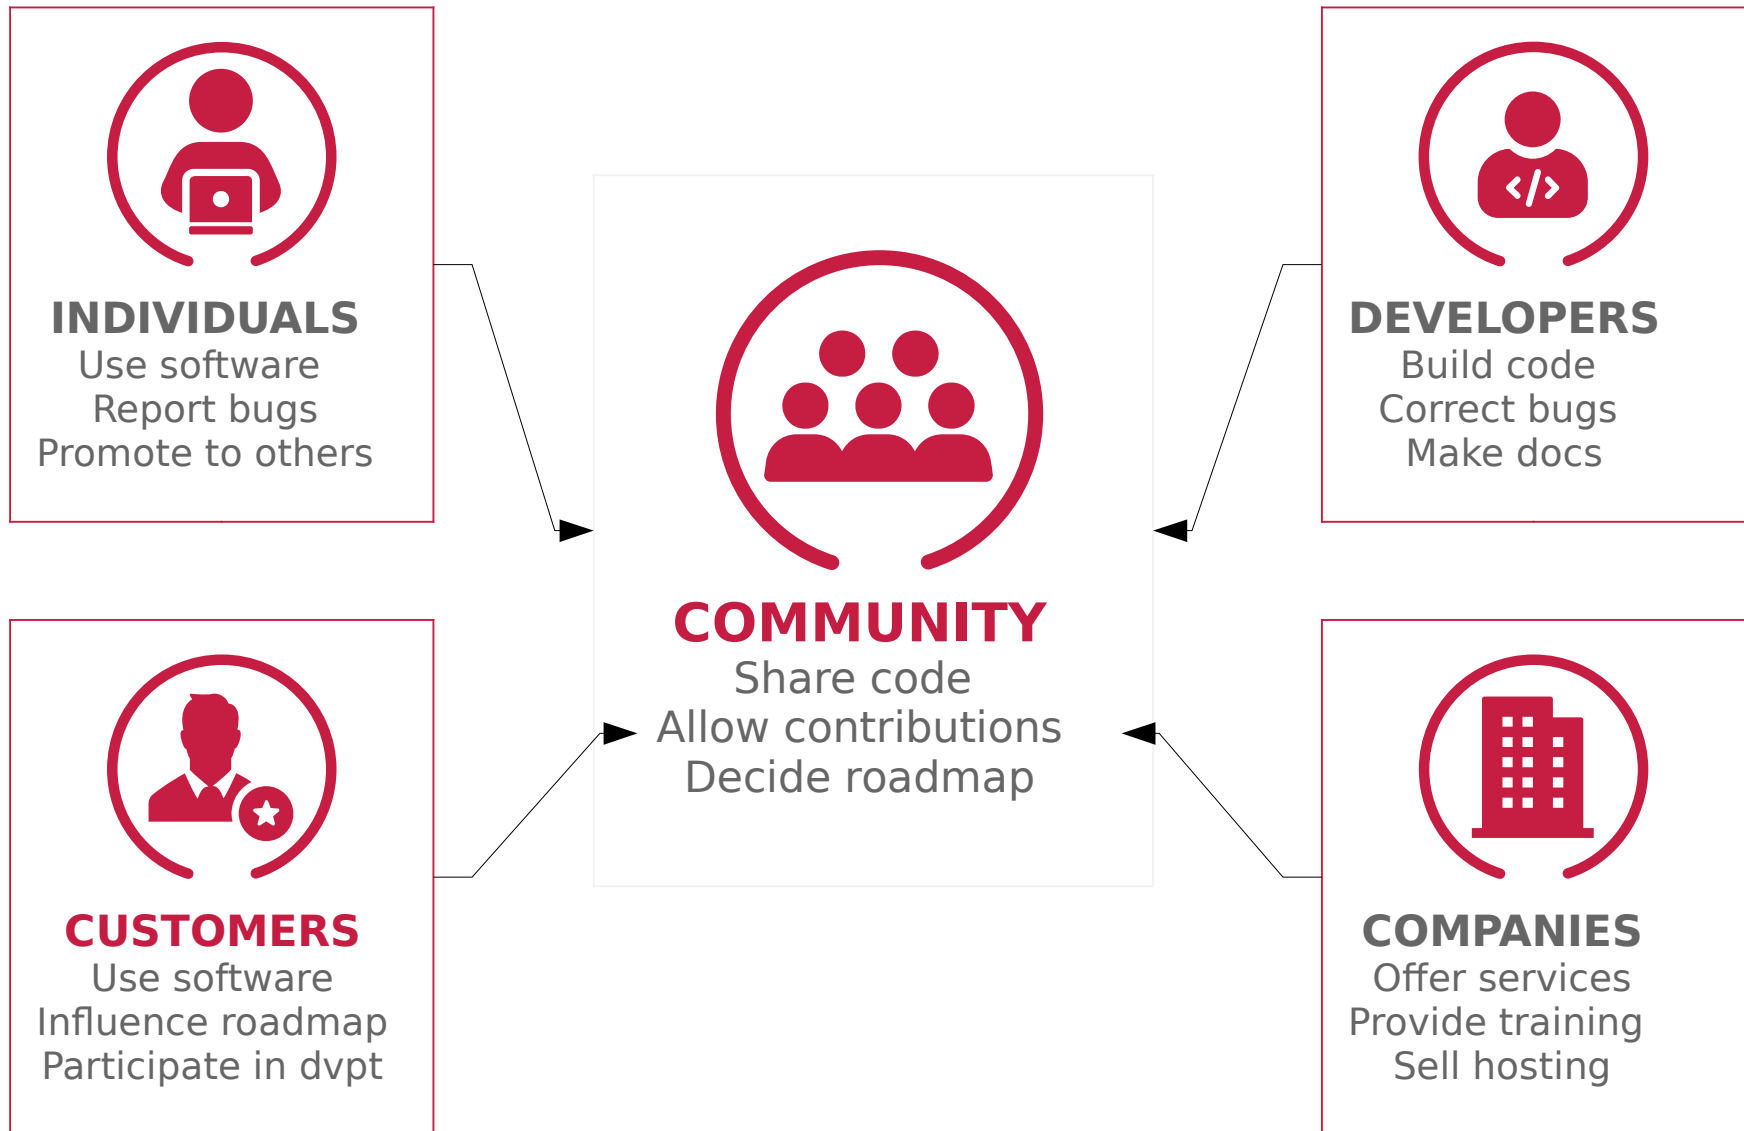 INDIVIDUALS
Use software
Report bugs
Promote to others
DEVELOPERS
Build code
Correct bugs
Make docs
COMMUNITY
Share code
Allow contributions
Decide roadmap
CUSTOMERS
Use software
Influence roadmap
Participate in dvpt
COMPANIES
Offer services
Provide training
Sell hosting